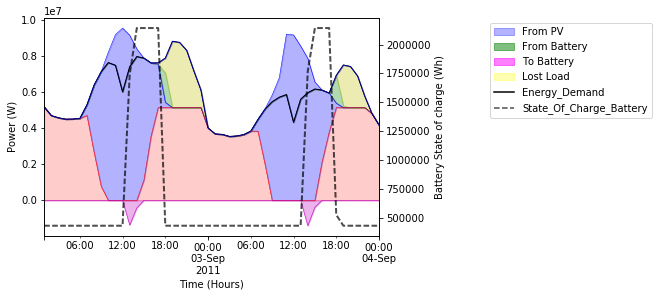 1e7
1.0
0.8
0.6
0.4
0.2
0.0
Power (W)
2000000
1750000
1500000
1250000
1000000
750000
500000
Battery State of charge (Wh)
06:00
12:00
18:00
00:00
03-Sep
2011
06:00
12:00
18:00
00:00
04-Sep
Time (Hours)
From PV
From Battery
To Battery
Lost Load
Energy_Demand
State_Of_Charge_Battery